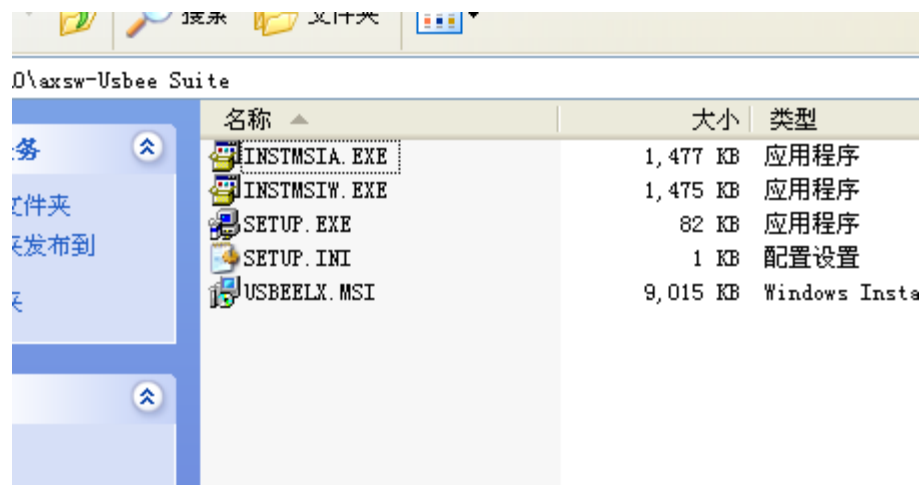 搜索 文件夹
O\axsw-Usbee Suite
名称 大小 类型
务
文件夹
发布到
INSTMSIA.EXE 1,477 KB 应用程序
INSTMSIW.EXE 1,475 KB 应用程序
SETUP.EXE 82 KB 应用程序
SETUP.INI 1 KB 配置设置
USBEELX.MSI 9,015 KB Windows Insta